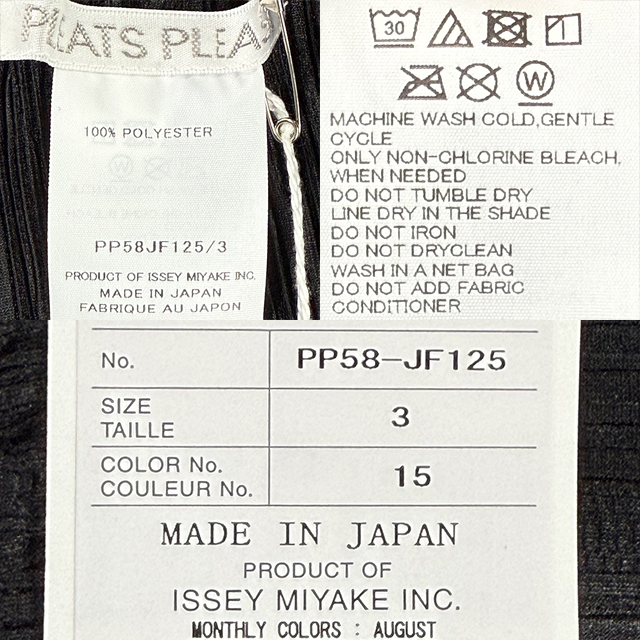 PLEATS PLEAS
100% POLYESTER
PP58JF125/3
PRODUCT OF ISSEY MIYAKE INC.
MADE IN JAPAN
FABRIQUE AU JAPON
30
W
MACHINE WASH COLD,GENTLE
CYCLE
ONLY NON-CHLORINE BLEACH,
WHEN NEEDED
DO NOT TUMBLE DRY
LINE DRY IN THE SHADE
DO NOT IRON
DO NOT DRYCLEAN
WASH IN A NET BAG
DO NOT ADD FABRIC
CONDITIONER
No. PP58-JF125
SIZE
TAILLE 3
COLOR No.
COULEUR No. 15
MADE IN JAPAN
PRODUCT OF
ISSEY MIYAKE INC.
MONTHLY COLORS : AUGUST